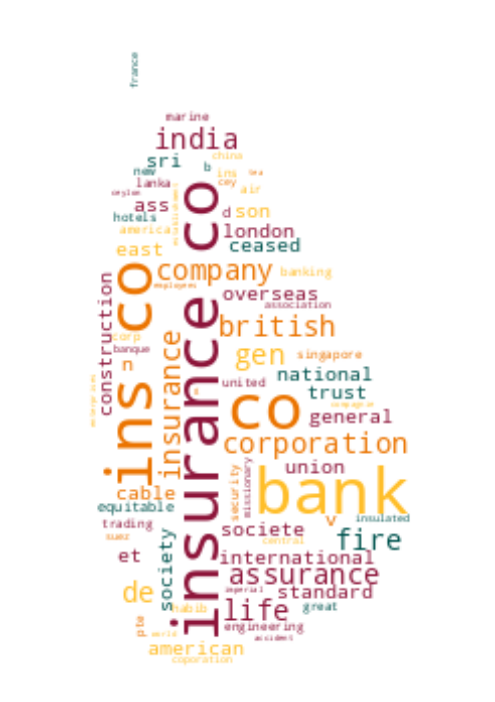 france
marine
india
china
sri
b
new
ins
tea
lanka
cey
air
ceylon
ass
d
son
hotels
america
london
ceased
east
insurance co
ins co
company
banking
employees
overseas
association
construction
british
corp
banque
n
insurance
gen
singapore
national
united
trust
co
general
corporation
union
bank
cable
security
missionary
equitable
v
insulated
trading
suez
societe
central
fire
et
society
international
assurance
imperial
standard
de
habib
life
great
pte
engineering
world
accident
american
coporation